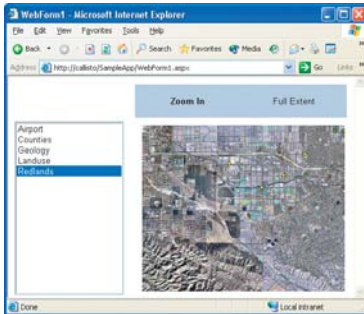 WebForm1 - Microsoft Internet Explorer
File Edit View Favorites Tools Help
Back Search Favorites Media
Address http://callisto/SampleApp/WebForm1.aspx Go Links
Zoom In Full Extent
Airport
Counties
Geology
Landuse
Redlands
Done Local intranet